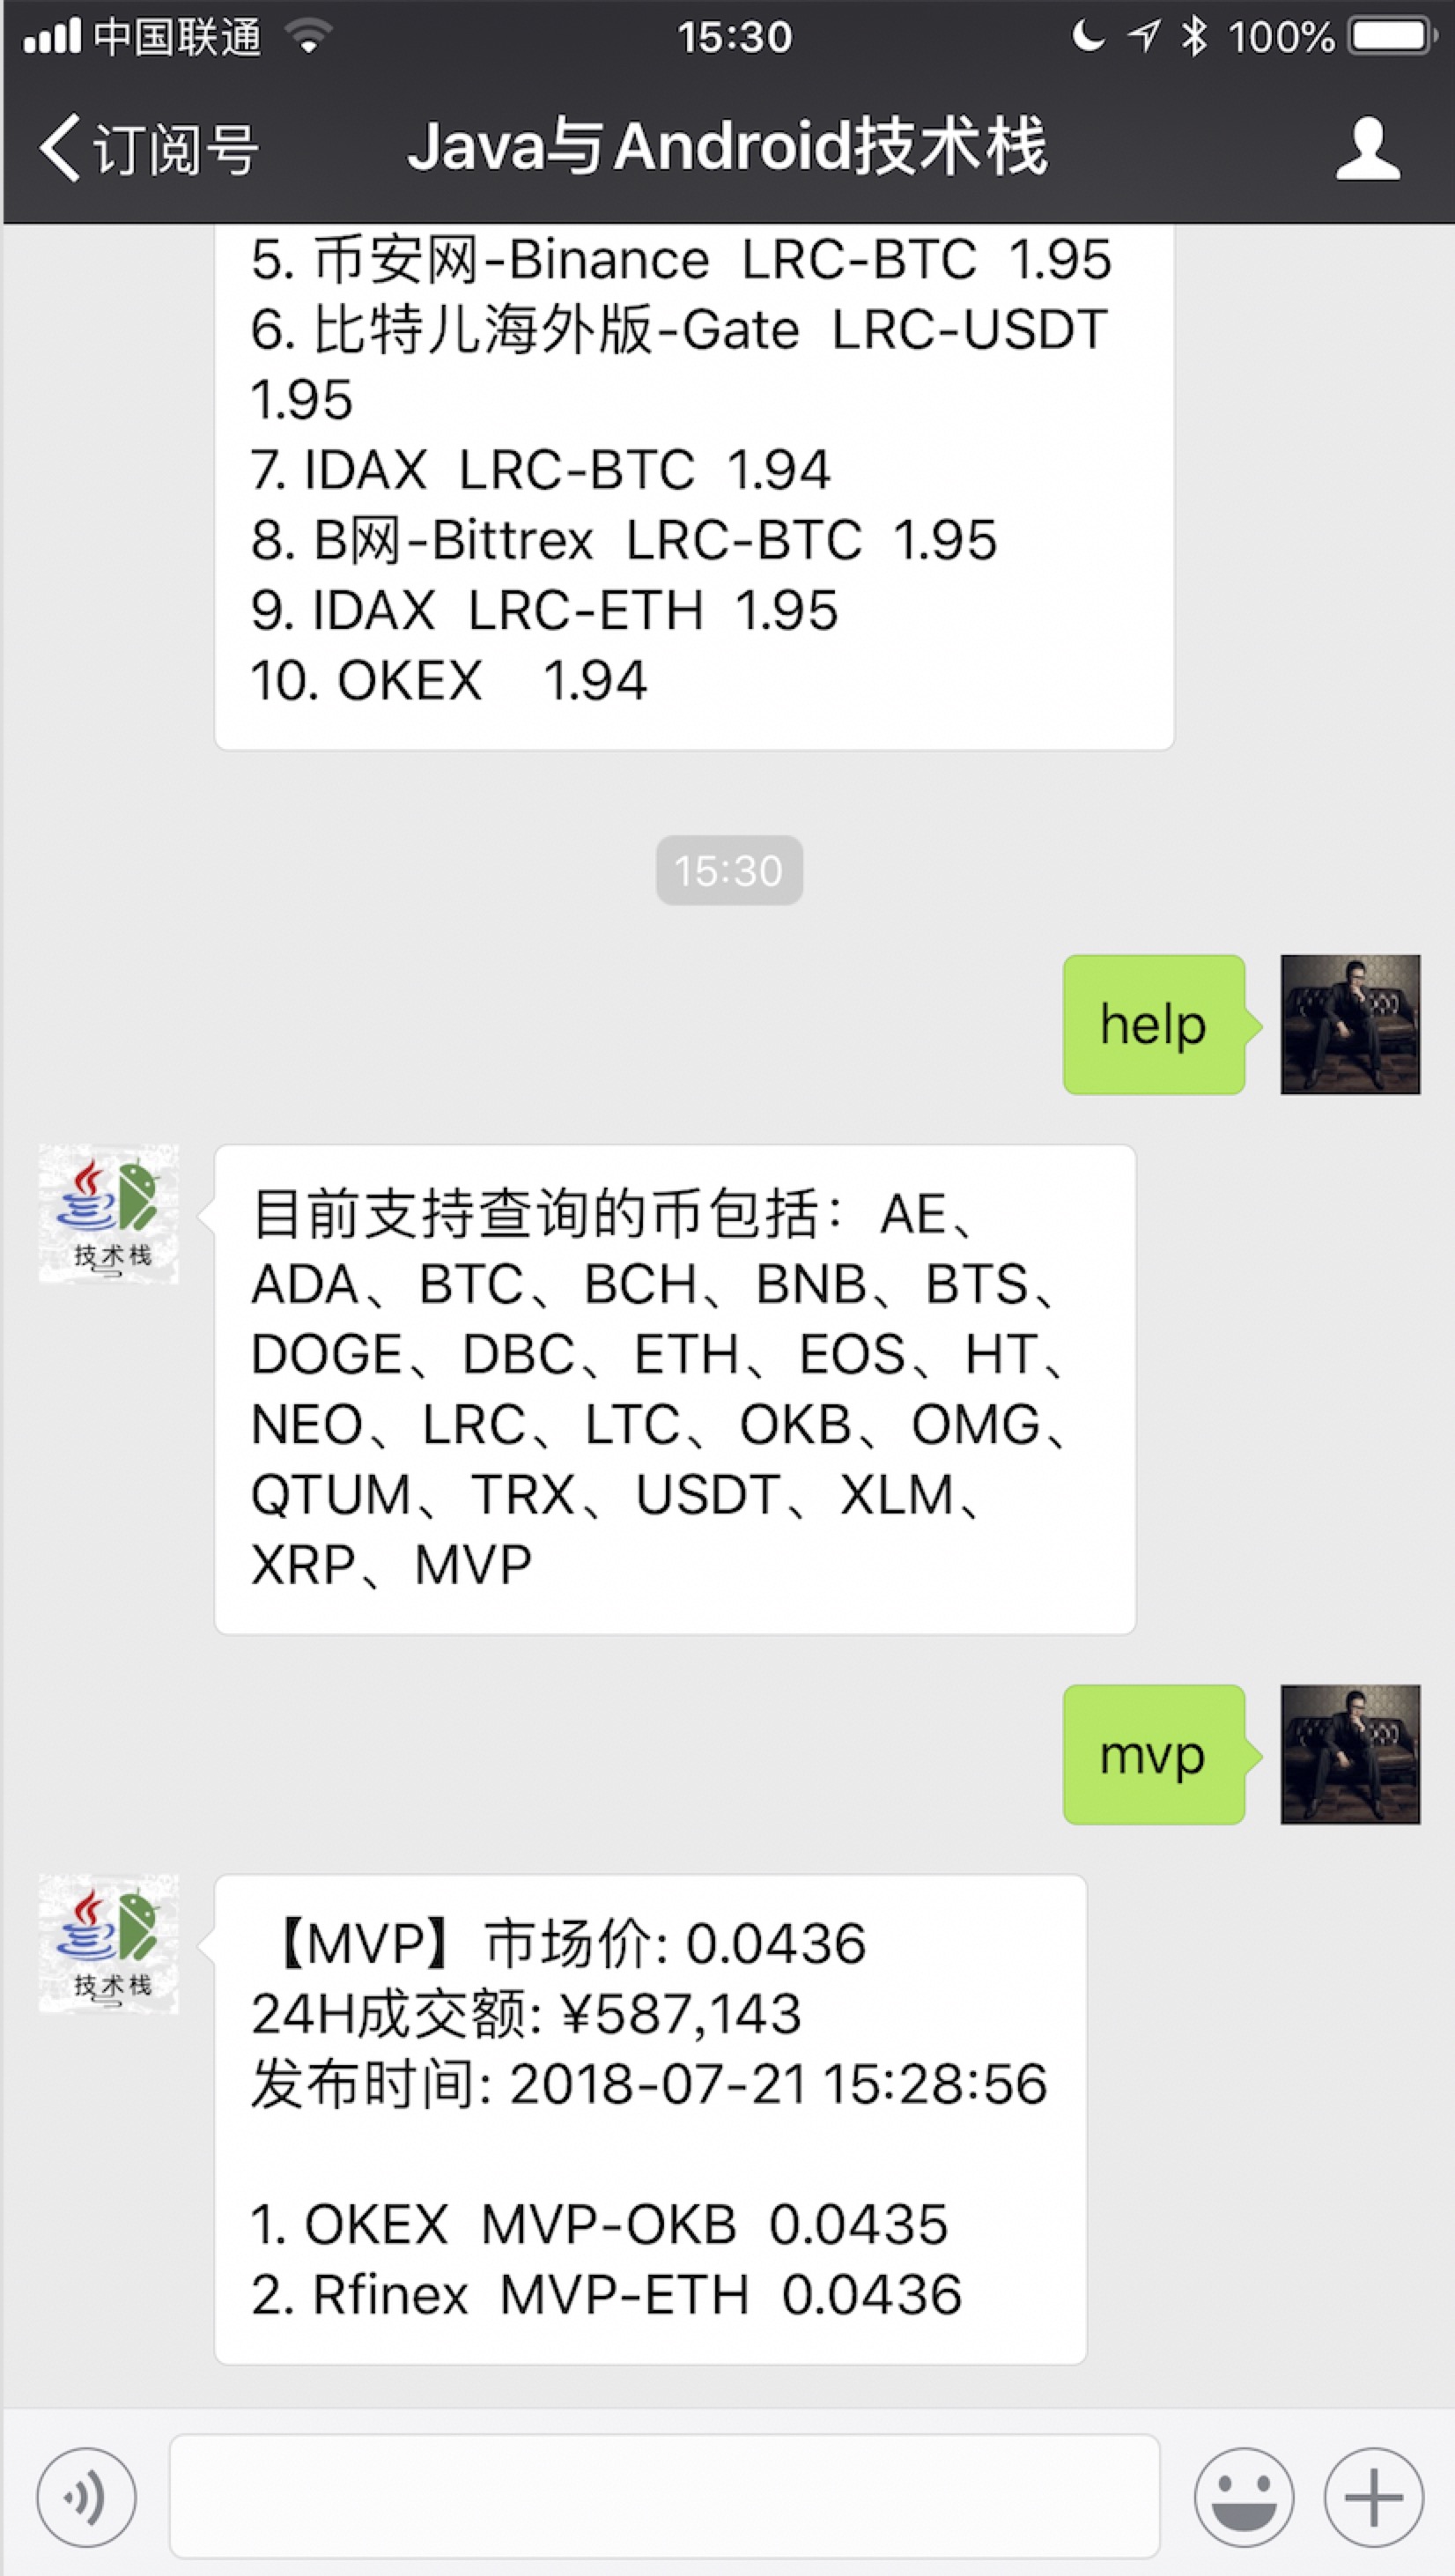 中国联通 15:30 100%
订阅号 Java与Android技术栈
5. 币安网-Binance LRC-BTC 1.95
6. 比特儿海外版-Gate LRC-USDT
1.95
7. IDAX LRC-BTC 1.94
8. B网-Bittrex LRC-BTC 1.95
9. IDAX LRC-ETH 1.95
10. OKEX 1.94
15:30
help
技术栈
目前支持查询的币包括：AE、
ADA、BTC、BCH、BNB、BTS、
DOGE、DBC、ETH、EOS、HT、
NEO、LRC、LTC、OKB、OMG、
QTUM、TRX、USDT、XLM、
XRP、MVP
mvp
技术栈
【MVP】市场价: 0.0436
24H成交额: ¥587,143
发布时间: 2018-07-21 15:28:56
1. OKEX MVP-OKB 0.0435
2. Rfinex MVP-ETH 0.0436